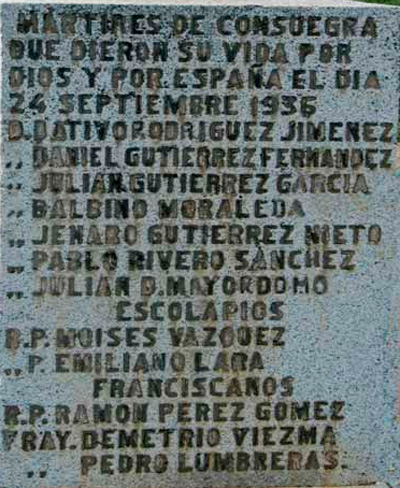 MARTIRES DE CONSUEGRA
QUE DIERON SU VIDA POR
DIOS Y POR ESPAÑA EL DIA
24 SEPTIEMBRE 1936
D. DATIVO RODRIGUEZ JIMENEZ
,, DANIEL GUTIERREZ FERNANDEZ
,, JULIAN GUTIERREZ GARCIA
,, BALBINO MORALEDA
,, JENARO GUTIERREZ NIETO
,, PABLO RIVERO SANCHEZ
,, JULIAN D. MAYORDOMO
ESCOLAPIOS
R.P. MOISES VAZQUEZ
,, P. EMILIANO LARA
FRANCISCANOS
R.P. RAMON PEREZ GOMEZ
FRAY. DEMETRIO VIEZMA
,, PEDRO LUMBRERAS.